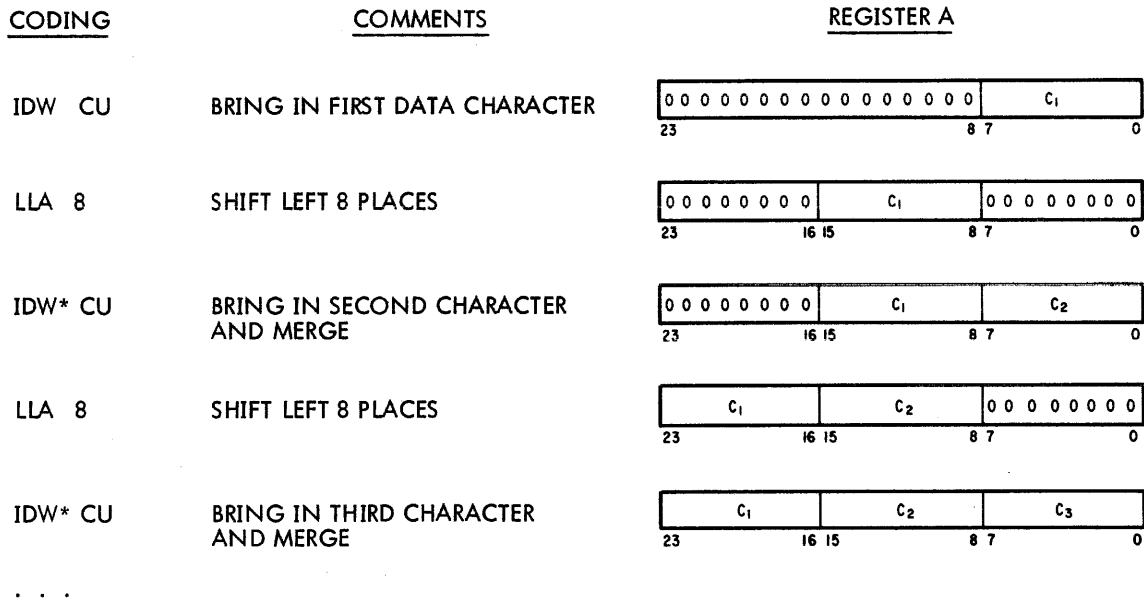 CODING COMMENTS REGISTER A
IDW CU BRING IN FIRST DATA CHARACTER 0 0 0 0 0 0 0 0 0 0 0 0 0 0 0 0 C₁
23 8 7 0
LLA 8 SHIFT LEFT 8 PLACES 0 0 0 0 0 0 0 0 C₁ 0 0 0 0 0 0 0 0
23 16 15 8 7 0
IDW* CU BRING IN SECOND CHARACTER 0 0 0 0 0 0 0 0 C₁ C₂
AND MERGE 23 16 15 8 7 0
LLA 8 SHIFT LEFT 8 PLACES C₁ C₂ 0 0 0 0 0 0 0 0
23 16 15 8 7 0
IDW* CU BRING IN THIRD CHARACTER C₁ C₂ C₃
AND MERGE 23 16 15 8 7 0
. . .